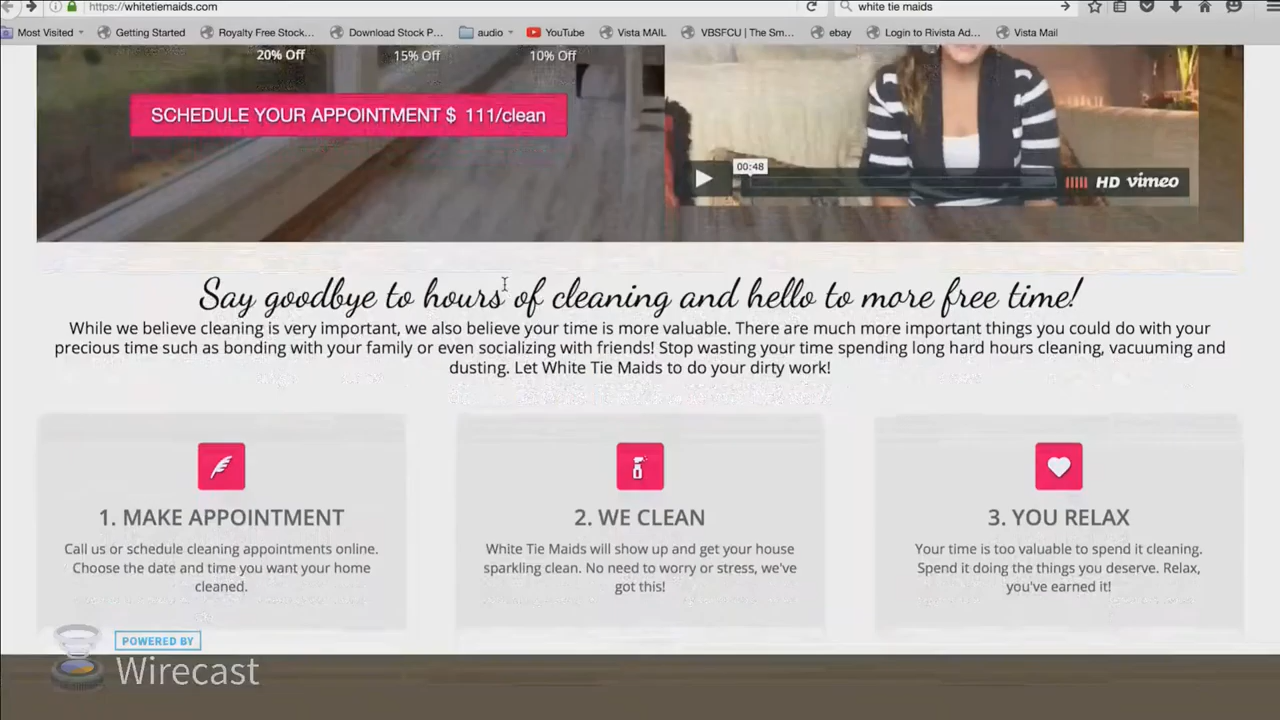 https://whitetiemaids.com
white tie maids
Most Visited
Getting Started
Royalty Free Stock...
Download Stock P...
audio
YouTube
Vista MAIL
VBSFCU | The Sm...
ebay
Login to Rivista Ad...
Vista Mail
20% Off
15% Off
10% Off
SCHEDULE YOUR APPOINTMENT $ 111/clean
00:48
HD vimeo
Say goodbye to hours of cleaning and hello to more free time!
While we believe cleaning is very important, we also believe your time is more valuable. There are much more important things you could do with your
precious time such as bonding with your family or even socializing with friends! Stop wasting your time spending long hard hours cleaning, vacuuming and
dusting. Let White Tie Maids to do your dirty work!
1. MAKE APPOINTMENT
Call us or schedule cleaning appointments online.
Choose the date and time you want your home
cleaned.
2. WE CLEAN
White Tie Maids will show up and get your house
sparkling clean. No need to worry or stress, we've
got this!
3. YOU RELAX
Your time is too valuable to spend it cleaning.
Spend it doing the things you deserve. Relax,
you've earned it!
POWERED BY
Wirecast